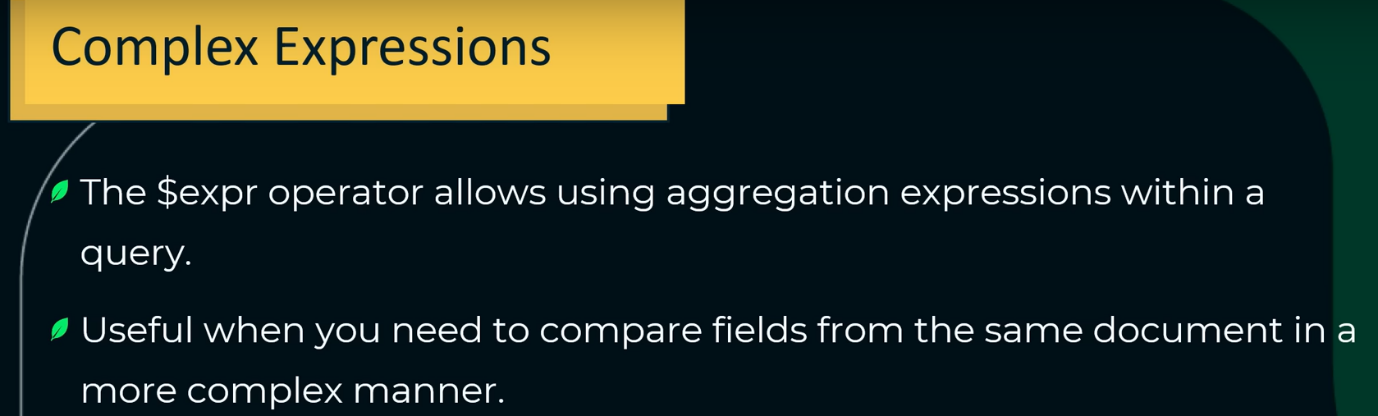 Complex Expressions
The $expr operator allows using aggregation expressions within a
query.
Useful when you need to compare fields from the same document in a
more complex manner.